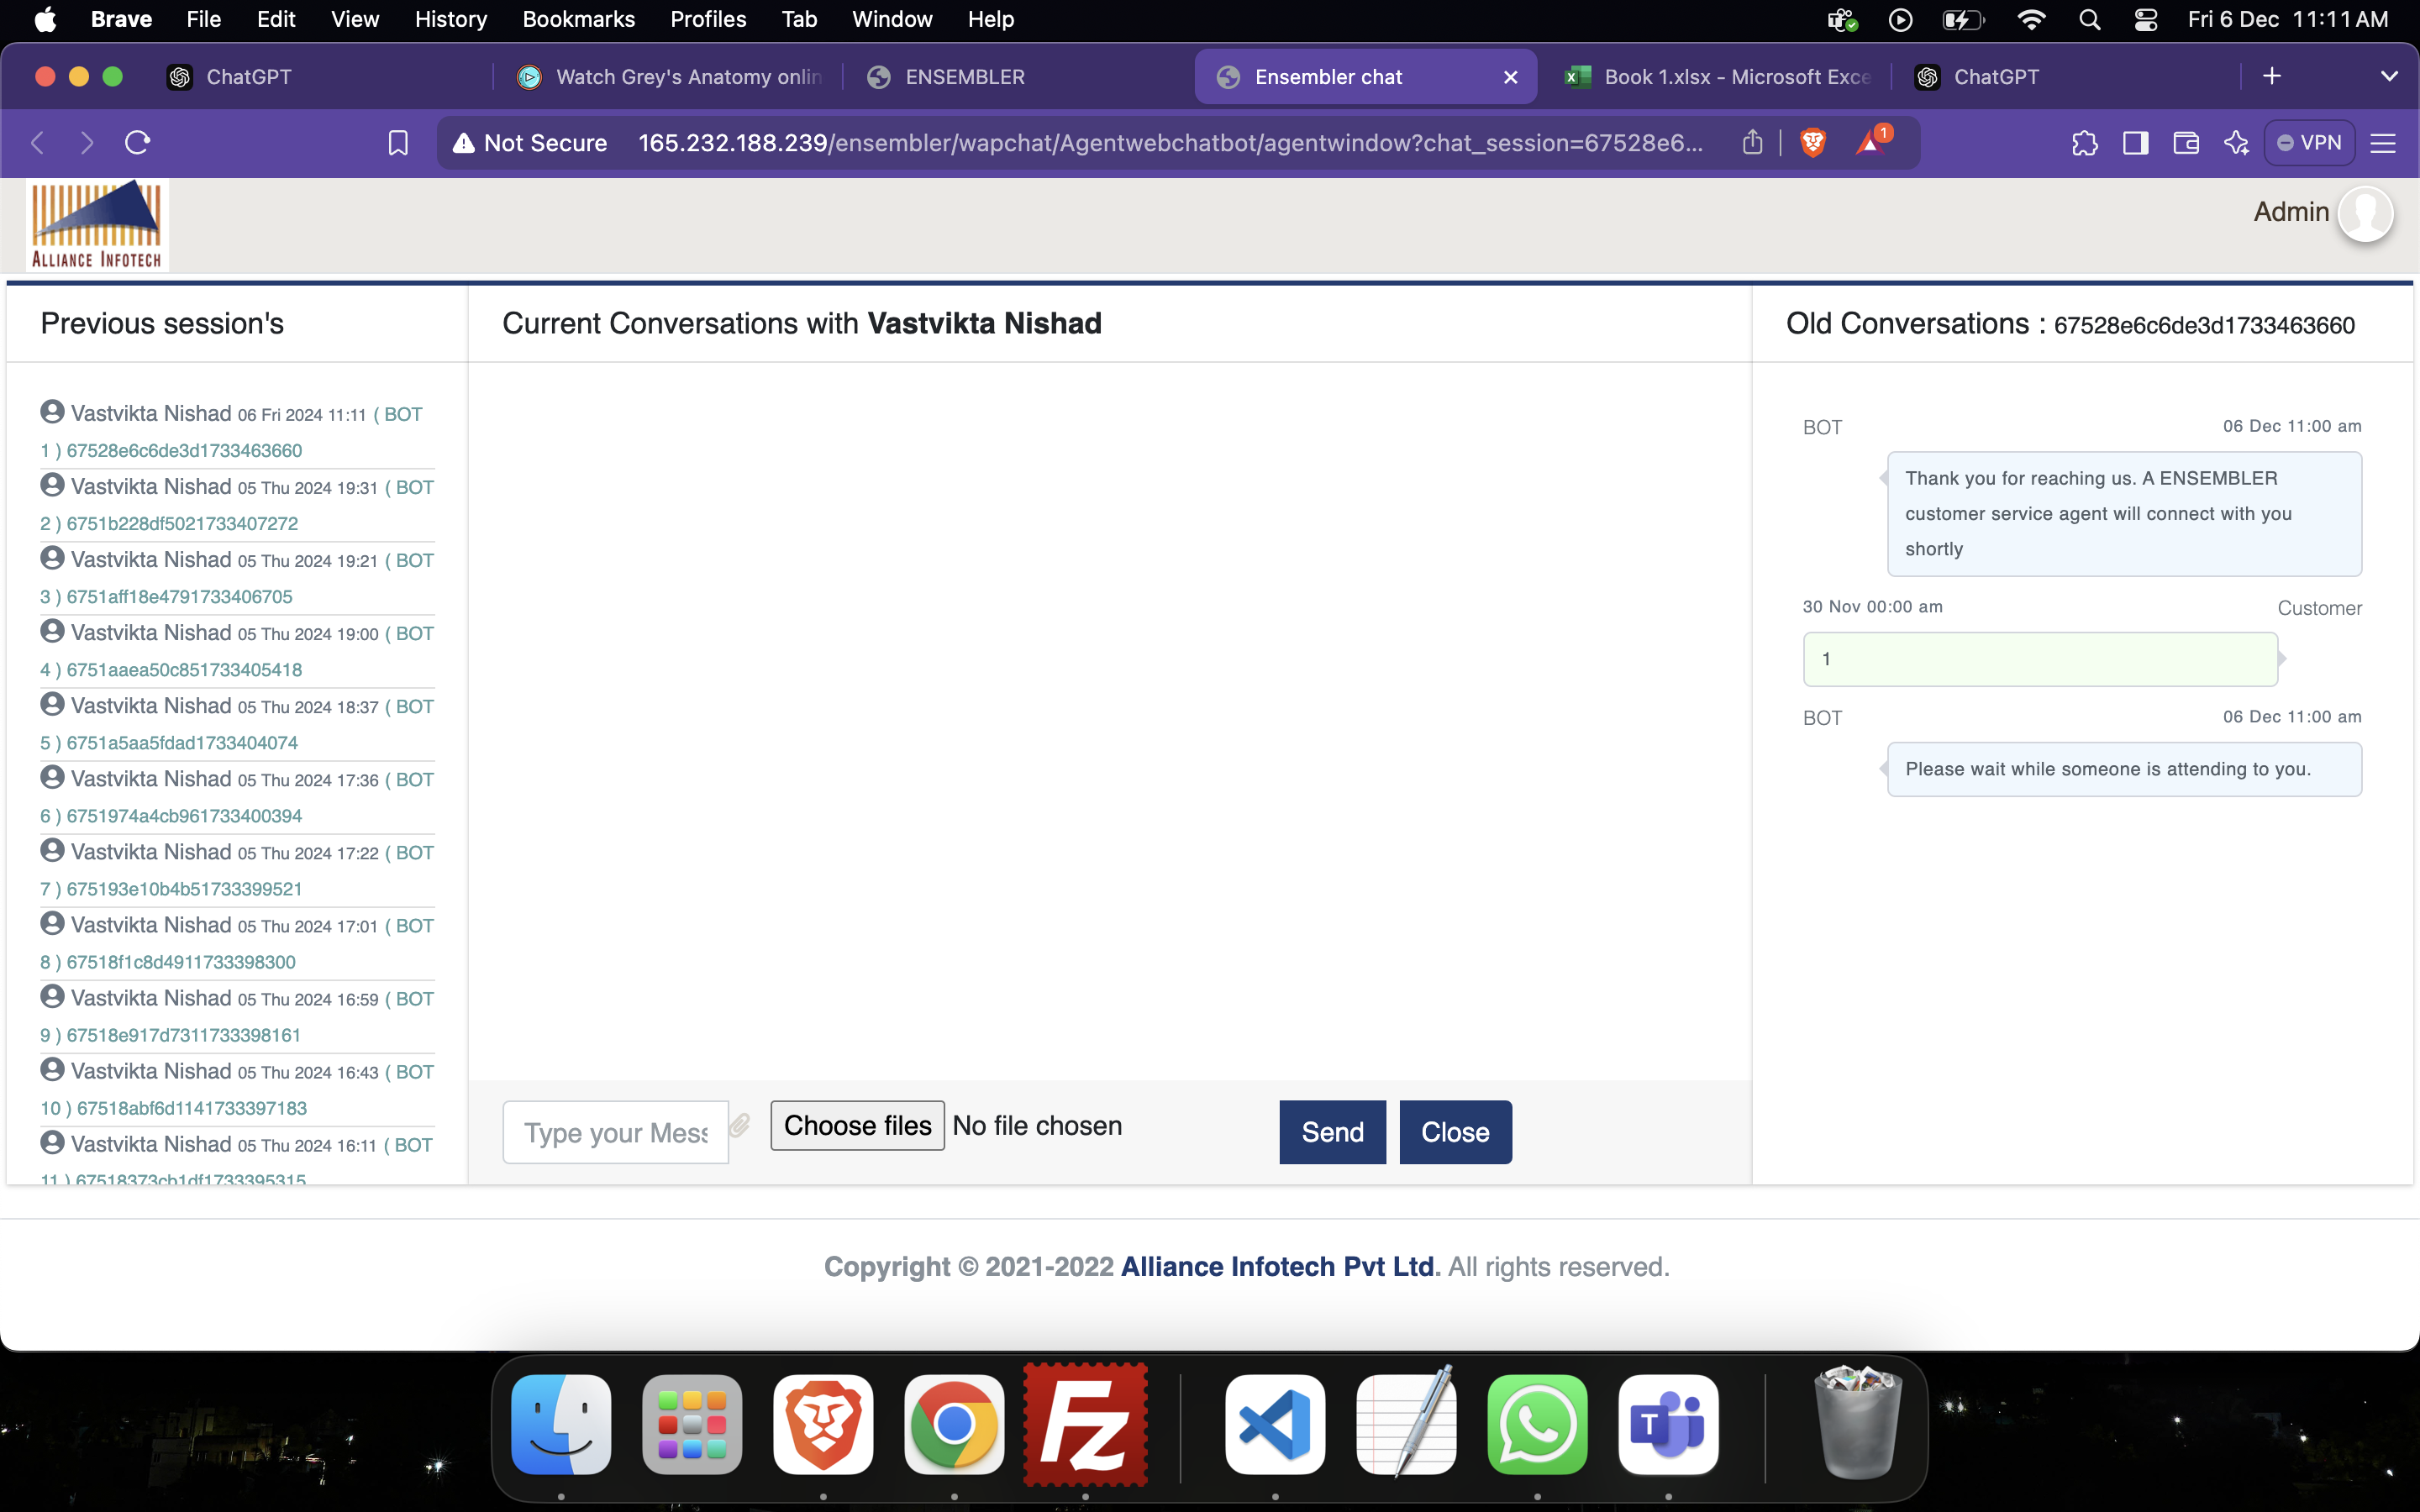 Brave File Edit View History Bookmarks Profiles Tab Window Help
Fri 6 Dec 11:11 AM
ChatGPT
Watch Grey's Anatomy onlin
ENSEMBLER
Ensembler chat
Book 1.xlsx - Microsoft Exce
ChatGPT
Not Secure 165.232.188.239/ensembler/wapchat/Agentwebchatbot/agentwindow?chat_session=67528e6...
1
VPN
ALLIANCE INFOTECH
Admin
Previous session's
Vastvikta Nishad 06 Fri 2024 11:11 ( BOT
1 ) 67528e6c6de3d1733463660
Vastvikta Nishad 05 Thu 2024 19:31 ( BOT
2 ) 6751b228df5021733407272
Vastvikta Nishad 05 Thu 2024 19:21 ( BOT
3 ) 6751aff18e4791733406705
Vastvikta Nishad 05 Thu 2024 19:00 ( BOT
4 ) 6751aaea50c851733405418
Vastvikta Nishad 05 Thu 2024 18:37 ( BOT
5 ) 6751a5aa5fdad1733404074
Vastvikta Nishad 05 Thu 2024 17:36 ( BOT
6 ) 6751974a4cb961733400394
Vastvikta Nishad 05 Thu 2024 17:22 ( BOT
7 ) 675193e10b4b51733399521
Vastvikta Nishad 05 Thu 2024 17:01 ( BOT
8 ) 67518f1c8d4911733398300
Vastvikta Nishad 05 Thu 2024 16:59 ( BOT
9 ) 67518e917d7311733398161
Vastvikta Nishad 05 Thu 2024 16:43 ( BOT
10 ) 67518abf6d1141733397183
Vastvikta Nishad 05 Thu 2024 16:11 ( BOT
11 ) 67518373cb1df1733395315
Current Conversations with Vastvikta Nishad
Type your Mess
Choose files No file chosen
Send
Close
Old Conversations : 67528e6c6de3d1733463660
BOT 06 Dec 11:00 am
Thank you for reaching us. A ENSEMBLER
customer service agent will connect with you
shortly
30 Nov 00:00 am Customer
1
BOT 06 Dec 11:00 am
Please wait while someone is attending to you.
Copyright © 2021-2022 Alliance Infotech Pvt Ltd. All rights reserved.
Fz
T